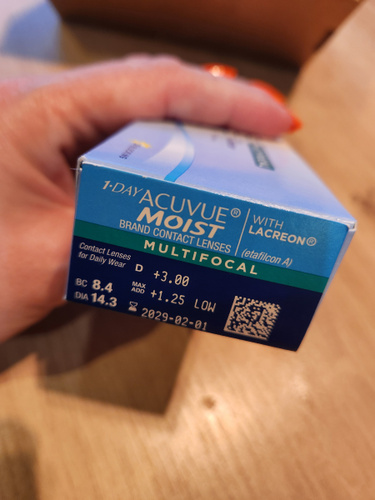 1·DAY ACUVUE®
MOIST
BRAND CONTACT LENSES
WITH
LACREON®
MULTIFOCAL
(etafilcon A)
Contact Lenses
for Daily Wear
D +3.00
BC 8.4
MAX
ADD +1.25 LOW
DIA 14.3
2029-02-01